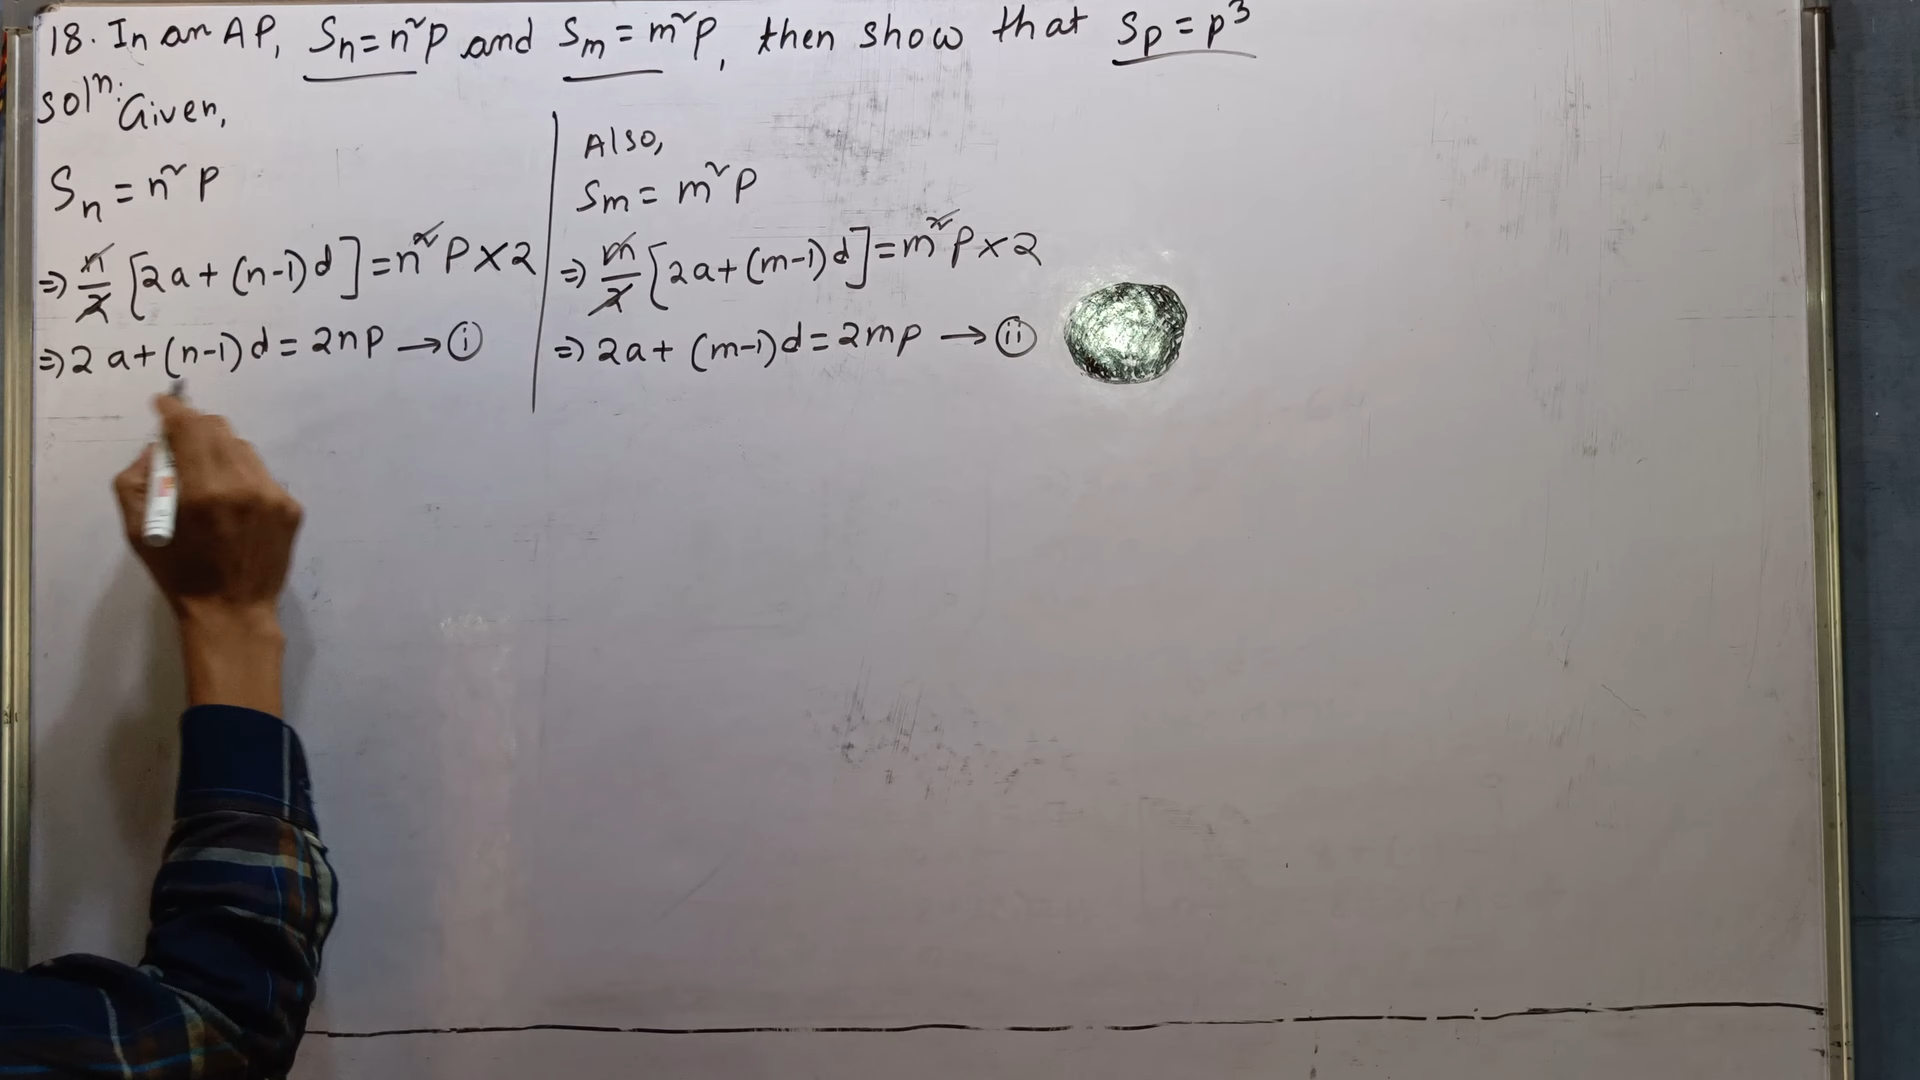 18. In an AP, Sₙ = n²p and Sₘ = m²p, then show that Sₚ = p³
Solⁿ: Given,
Sₙ = n²p
⇒ n/2 [2a + (n-1)d] = n²p × 2
⇒ 2a + (n-1)d = 2np → (i)
Also,
Sₘ = m²p
⇒ m/2 [2a + (m-1)d] = m²p × 2
⇒ 2a + (m-1)d = 2mp → (ii)